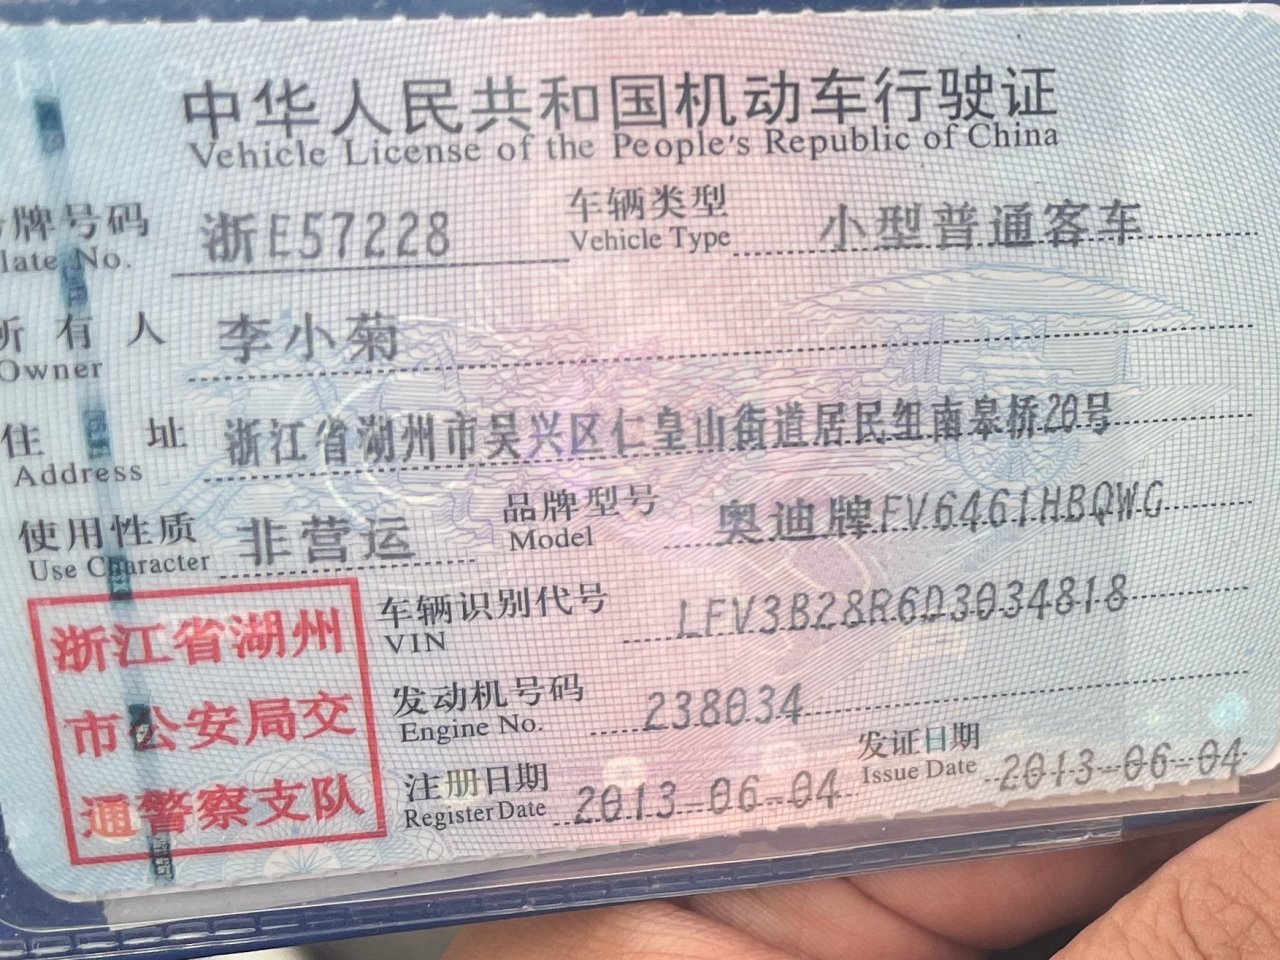 中华人民共和国机动车行驶证
Vehicle License of the People's Republic of China
牌号码 浙E57228 车辆类型 小型普通客车
late No. Vehicle Type
所有人 李小菊
Owner
住址 浙江省湖州市吴兴区仁皇山街道居民组南皋桥20号
Address
使用性质 非营运 品牌型号 奥迪牌FV6461HBQWG
Use Character Model
浙江省湖州
市公安局交
通警察支队
车辆识别代号 LFV3B28R6D3034818
VIN
发动机号码 238034
Engine No.
注册日期 2013-06-04 发证日期 2013-06-04
Register Date Issue Date